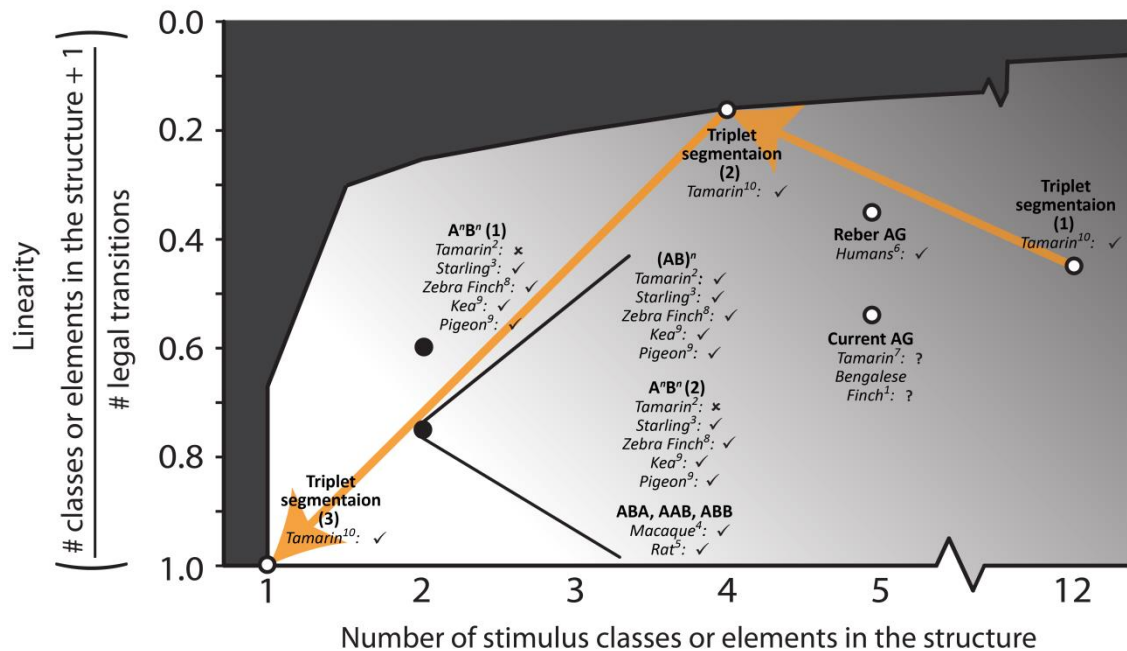 Linearity
# classes or elements in the structure + 1
# legal transitions
0.0
0.2
0.4
0.6
0.8
1.0
AⁿBⁿ (1)
Tamarin²: ×
Starling³: ✓
Zebra Finch⁸: ✓
Kea⁹: ✓
Pigeon⁹: ✓
Triplet
segmentaion
(3)
Tamarin¹⁰: ✓
(AB)ⁿ
Tamarin²: ✓
Starling³: ✓
Zebra Finch⁸: ✓
Kea⁹: ✓
Pigeon⁹: ✓
AⁿBⁿ (2)
Tamarin²: ×
Starling³: ✓
Zebra Finch⁸: ✓
Kea⁹: ✓
Pigeon⁹: ✓
ABA, AAB, ABB
Macaque⁴: ✓
Rat⁵: ✓
Triplet
segmentaion
(2)
Tamarin¹⁰: ✓
Reber AG
Humans⁶: ✓
Current AG
Tamarin⁷: ?
Bengalese
Finch¹: ?
Triplet
segmentaion
(1)
Tamarin¹⁰: ✓
1 2 3 4 5 12
Number of stimulus classes or elements in the structure